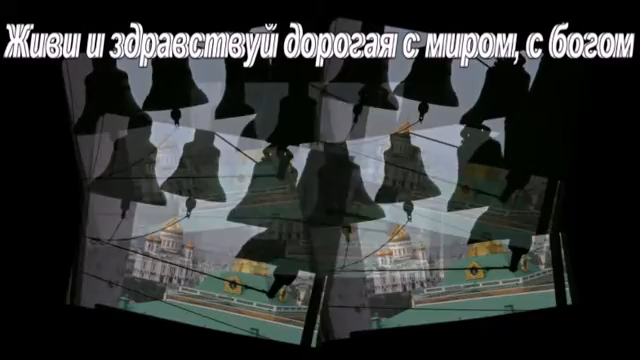 Живи и здравствуй дорогая с миром, с богом